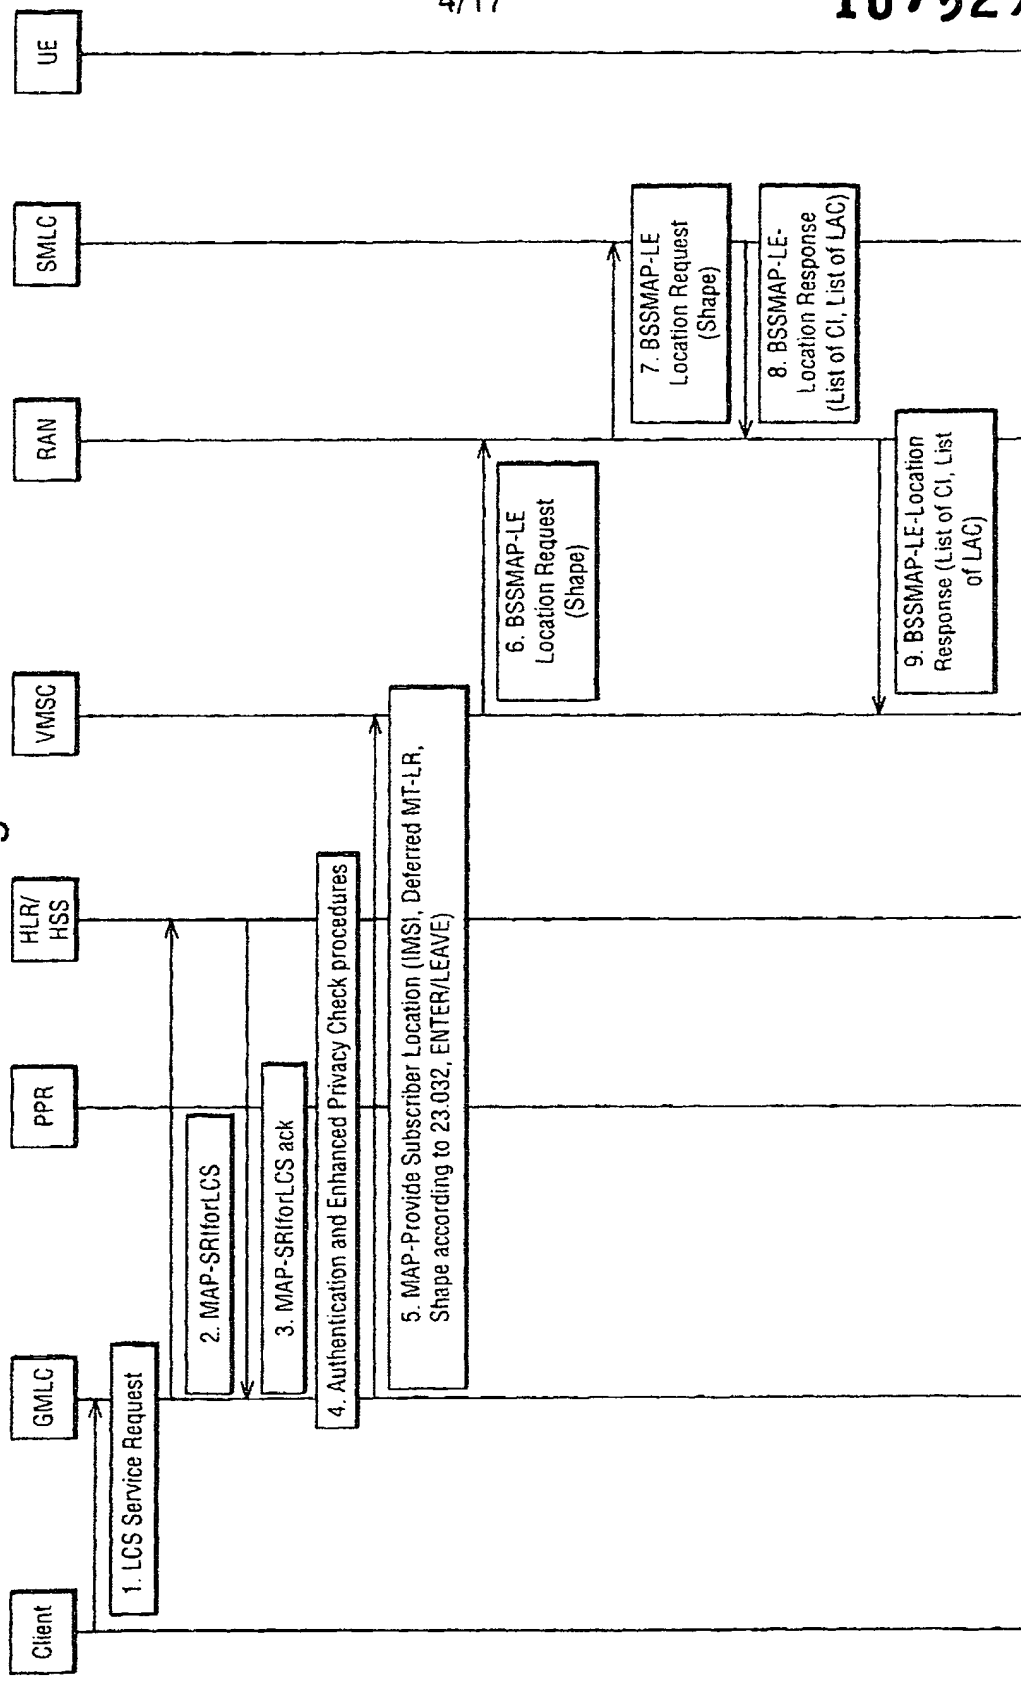 4/17
Client
GMLC
PPR
HLR/
HSS
VMSC
RAN
SMLC
UE
1. LCS Service Request
2. MAP-SRIforLCS
3. MAP-SRIforLCS ack
4. Authentication and Enhanced Privacy Check procedures
5. MAP-Provide Subscriber Location (IMSI, Deferred MT-LR,
Shape according to 23.032, ENTER/LEAVE)
6. BSSMAP-LE
Location Request
(Shape)
7. BSSMAP-LE
Location Request
(Shape)
8. BSSMAP-LE-
Location Response
(List of CI, List of LAC)
9. BSSMAP-LE-Location
Response (List of CI, List
of LAC)